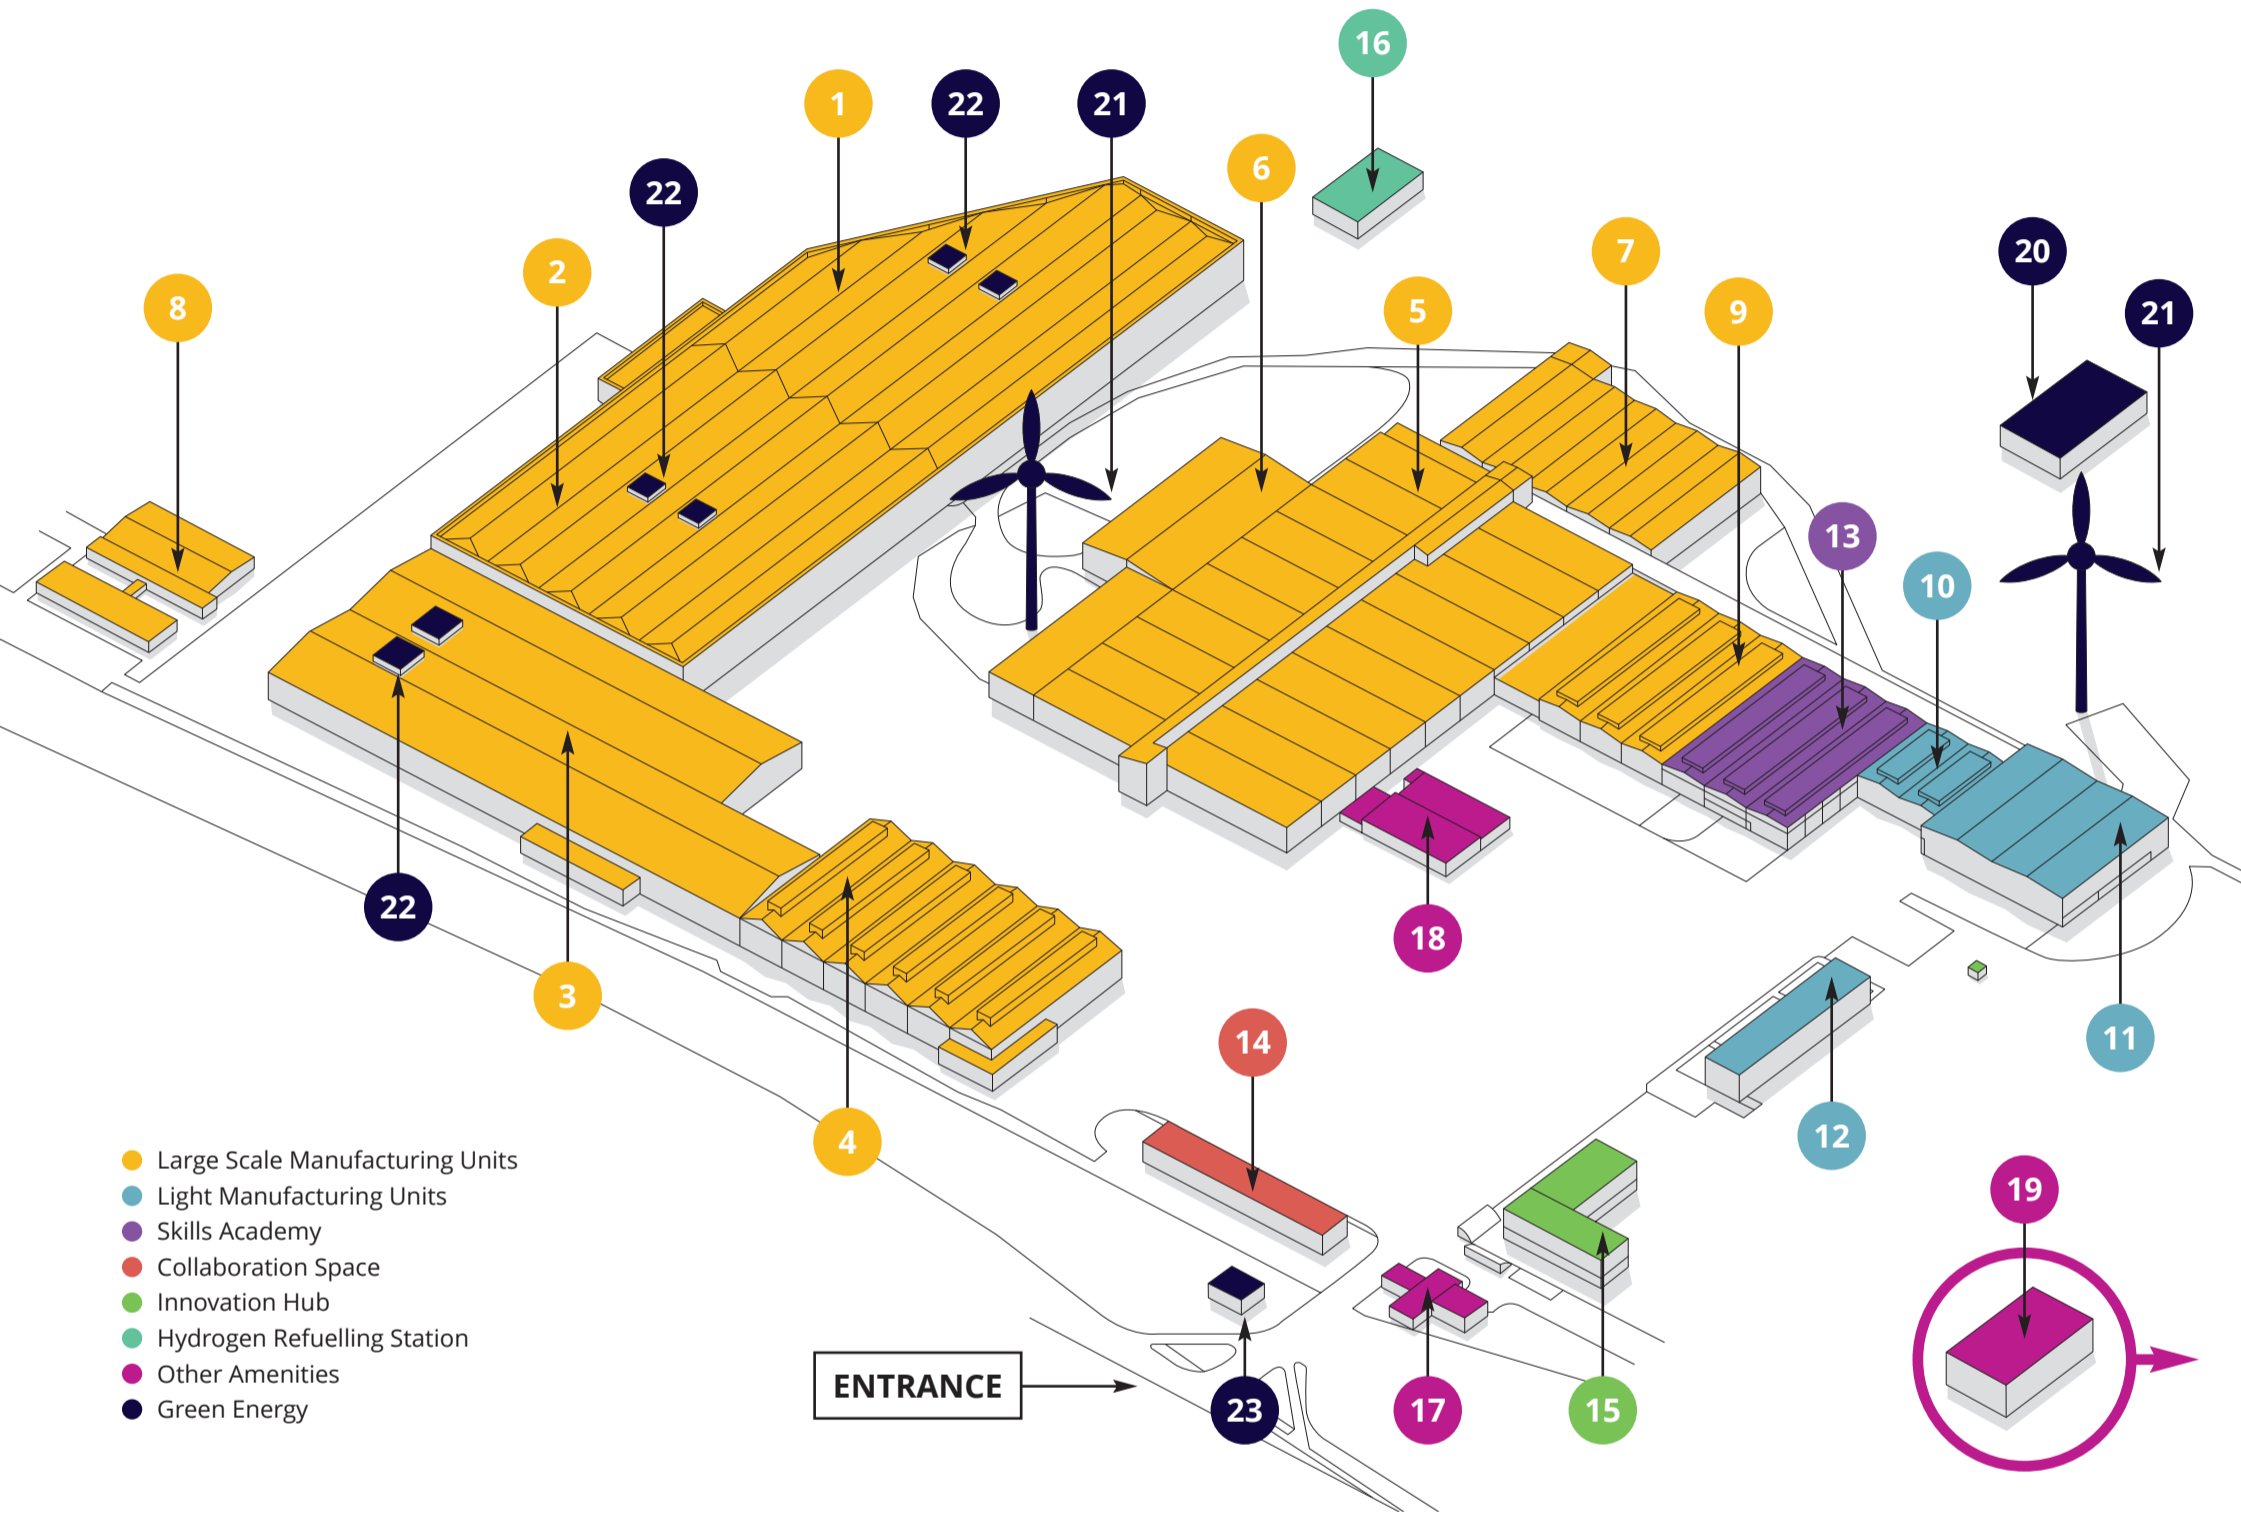 16
1
22
21
6
22
7
20
2
8
5
9
21
13
10
22
18
3
14
11
12
4
Large Scale Manufacturing Units
Light Manufacturing Units
19
Skills Academy
Collaboration Space
Innovation Hub
Hydrogen Refuelling Station
Other Amenities
Green Energy
ENTRANCE
23
17
15